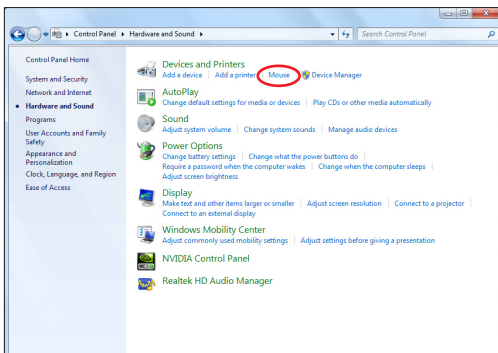 Control Panel ▸ Hardware and Sound ▸
Search Control Panel
Control Panel Home
System and Security
Network and Internet
Hardware and Sound
Programs
User Accounts and Family
Safety
Appearance and
Personalization
Clock, Language, and Region
Ease of Access
Devices and Printers
Add a device | Add a printer | Mouse | Device Manager
AutoPlay
Change default settings for media or devices | Play CDs or other media automatically
Sound
Adjust system volume | Change system sounds | Manage audio devices
Power Options
Change battery settings | Change what the power buttons do |
Require a password when the computer wakes | Change when the computer sleeps |
Adjust screen brightness
Display
Make text and other items larger or smaller | Adjust screen resolution | Connect to a projector |
Connect to an external display
Windows Mobility Center
Adjust commonly used mobility settings | Adjust settings before giving a presentation
NVIDIA Control Panel
Realtek HD Audio Manager